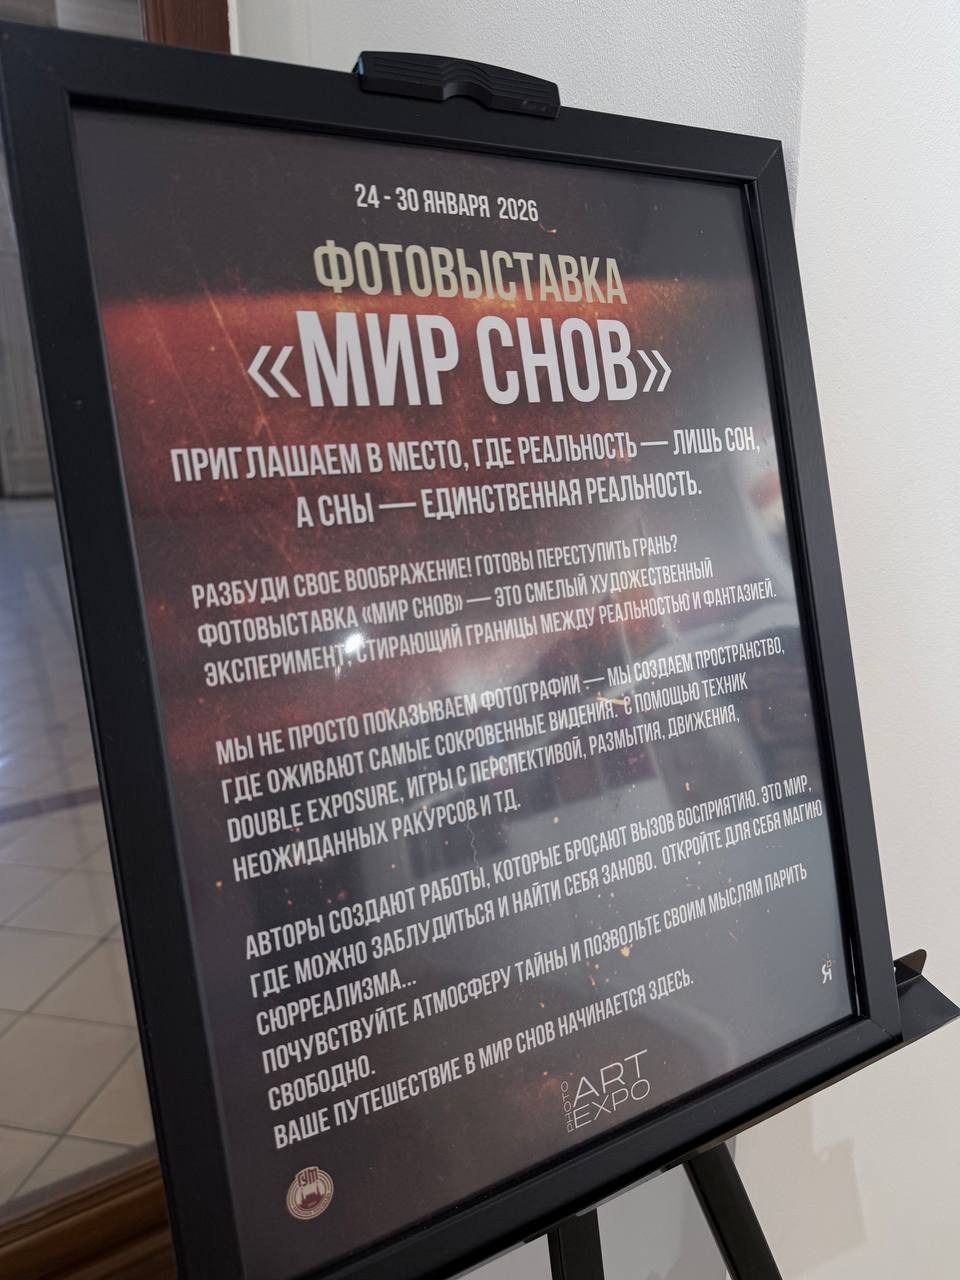 24 - 30 ЯНВАРЯ 2026
ФОТОВЫСТАВКА
«МИР СНОВ»
ПРИГЛАШАЕМ В МЕСТО, ГДЕ РЕАЛЬНОСТЬ — ЛИШЬ СОН,
А СНЫ — ЕДИНСТВЕННАЯ РЕАЛЬНОСТЬ.
РАЗБУДИ СВОЕ ВООБРАЖЕНИЕ! ГОТОВЫ ПЕРЕСТУПИТЬ ГРАНЬ?
ФОТОВЫСТАВКА «МИР СНОВ» — ЭТО СМЕЛЫЙ ХУДОЖЕСТВЕННЫЙ
ЭКСПЕРИМЕНТ, СТИРАЮЩИЙ ГРАНИЦЫ МЕЖДУ РЕАЛЬНОСТЬЮ И ФАНТАЗИЕЙ.
МЫ НЕ ПРОСТО ПОКАЗЫВАЕМ ФОТОГРАФИИ — МЫ СОЗДАЕМ ПРОСТРАНСТВО,
ГДЕ ОЖИВАЮТ САМЫЕ СОКРОВЕННЫЕ ВИДЕНИЯ. С ПОМОЩЬЮ ТЕХНИК
DOUBLE EXPOSURE, ИГРЫ С ПЕРСПЕКТИВОЙ, РАЗМЫТИЯ, ДВИЖЕНИЯ,
НЕОЖИДАННЫХ РАКУРСОВ И ТД.
АВТОРЫ СОЗДАЮТ РАБОТЫ, КОТОРЫЕ БРОСАЮТ ВЫЗОВ ВОСПРИЯТИЮ. ЭТО МИР,
ГДЕ МОЖНО ЗАБЛУДИТЬСЯ И НАЙТИ СЕБЯ ЗАНОВО. ОТКРОЙТЕ ДЛЯ СЕБЯ МАГИЮ
СЮРРЕАЛИЗМА...
ПОЧУВСТВУЙТЕ АТМОСФЕРУ ТАЙНЫ И ПОЗВОЛЬТЕ СВОИМ МЫСЛЯМ ПАРИТЬ
СВОБОДНО.
ВАШЕ ПУТЕШЕСТВИЕ В МИР СНОВ НАЧИНАЕТСЯ ЗДЕСЬ.
PHOTO ART
EXPO
ГУМ